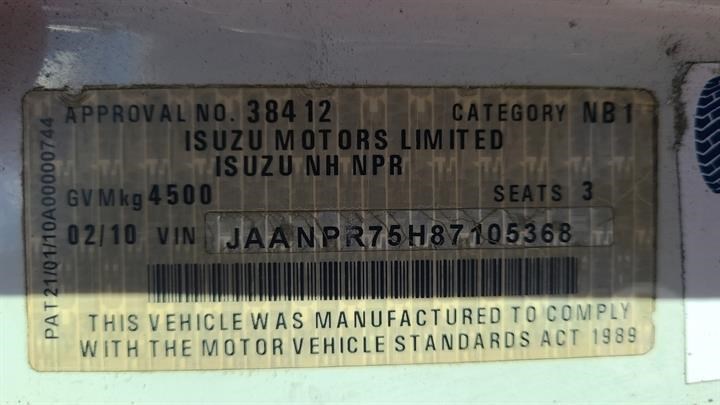 APPROVAL NO. 38412 CATEGORY NB1
ISUZU MOTORS LIMITED
ISUZU NH NPR
GVMkg 4500 SEATS 3
02/10 VIN JAANPR75H87105368
THIS VEHICLE WAS MANUFACTURED TO COMPLY
WITH THE MOTOR VEHICLE STANDARDS ACT 1989
PAT21/01/10A00000744